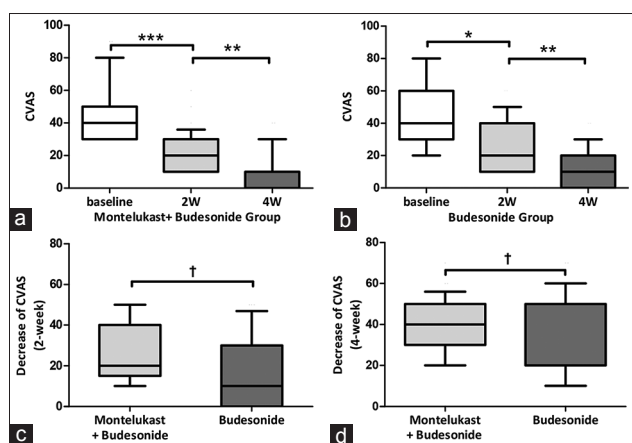 100
80
60
40
20
0
CVAS
***
**
baseline 2W 4W
Montelukast+ Budesonide Group
a
100
80
60
40
20
0
CVAS
*
**
baseline 2W 4W
Budesonide Group
b
80
60
40
20
0
Decrease of CVAS
(2-week)
†
Montelukast
+ Budesonide
Budesonide
c
80
60
40
20
0
Decrease of CVAS
(4-week)
†
Montelukast
+ Budesonide
Budesonide
d